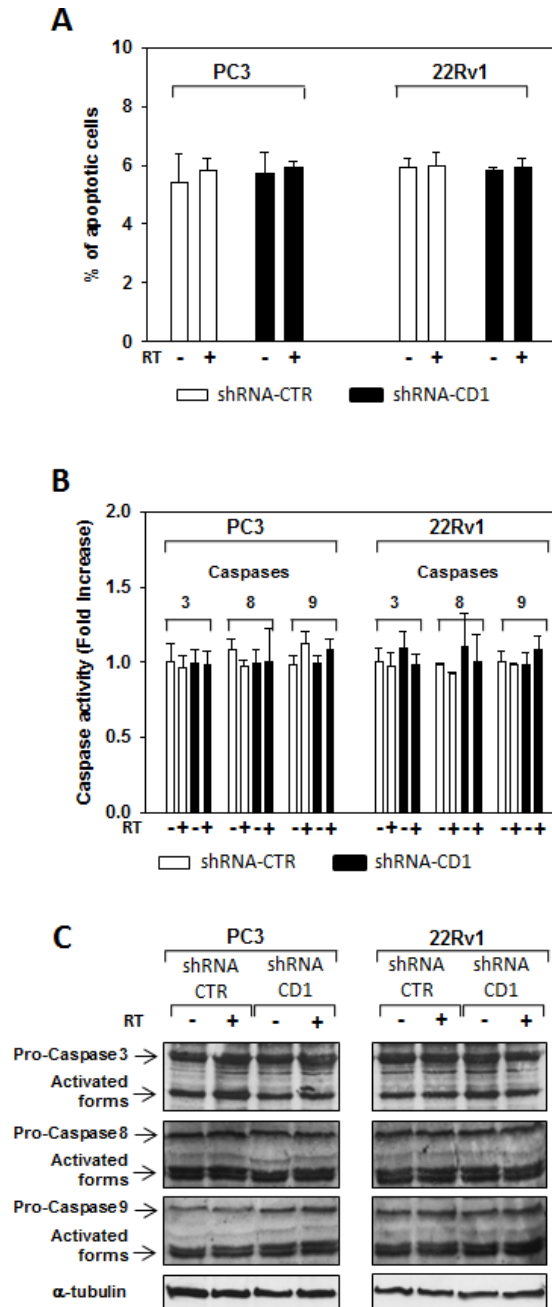 A
10
8
6
4
2
0
% of apoptotic cells
PC3
22Rv1
RT - + - + - + - +
shRNA-CTR shRNA-CD1
B
2.0
1.5
1.0
0.5
0.0
Caspase activity (Fold Increase)
PC3 22Rv1
Caspases Caspases
3 8 9 3 8 9
RT -+-+ -+-+ -+-+ -+-+ -+-+ -+-+
shRNA-CTR shRNA-CD1
C
PC3 22Rv1
shRNA shRNA shRNA shRNA
CTR CD1 CTR CD1
RT - + - + - + - +
Pro-Caspase3
Activated
forms
Pro-Caspase8
Activated
forms
Pro-Caspase9
Activated
forms
α-tubulin